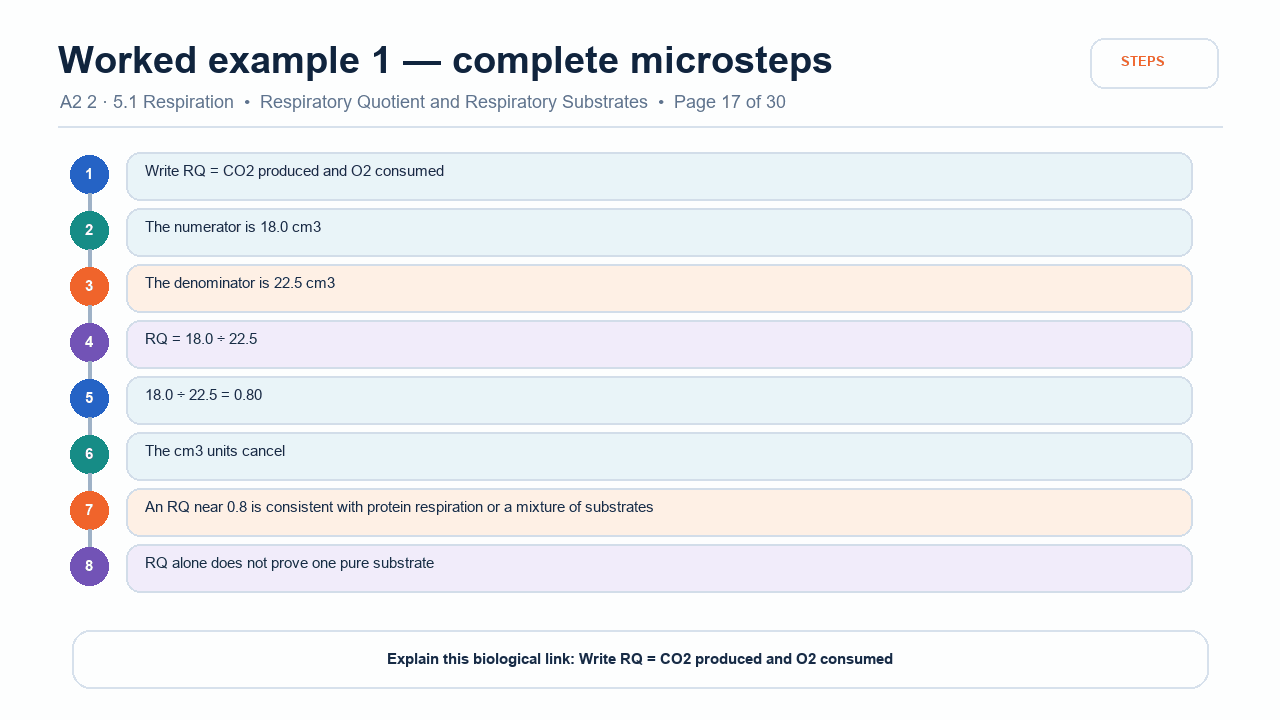 Worked example 1 — complete microsteps
STEPS
A2 2 · 5.1 Respiration • Respiratory Quotient and Respiratory Substrates • Page 17 of 30
1 Write RQ = CO2 produced and O2 consumed
2 The numerator is 18.0 cm3
3 The denominator is 22.5 cm3
4 RQ = 18.0 ÷ 22.5
5 18.0 ÷ 22.5 = 0.80
6 The cm3 units cancel
7 An RQ near 0.8 is consistent with protein respiration or a mixture of substrates
8 RQ alone does not prove one pure substrate
Explain this biological link: Write RQ = CO2 produced and O2 consumed